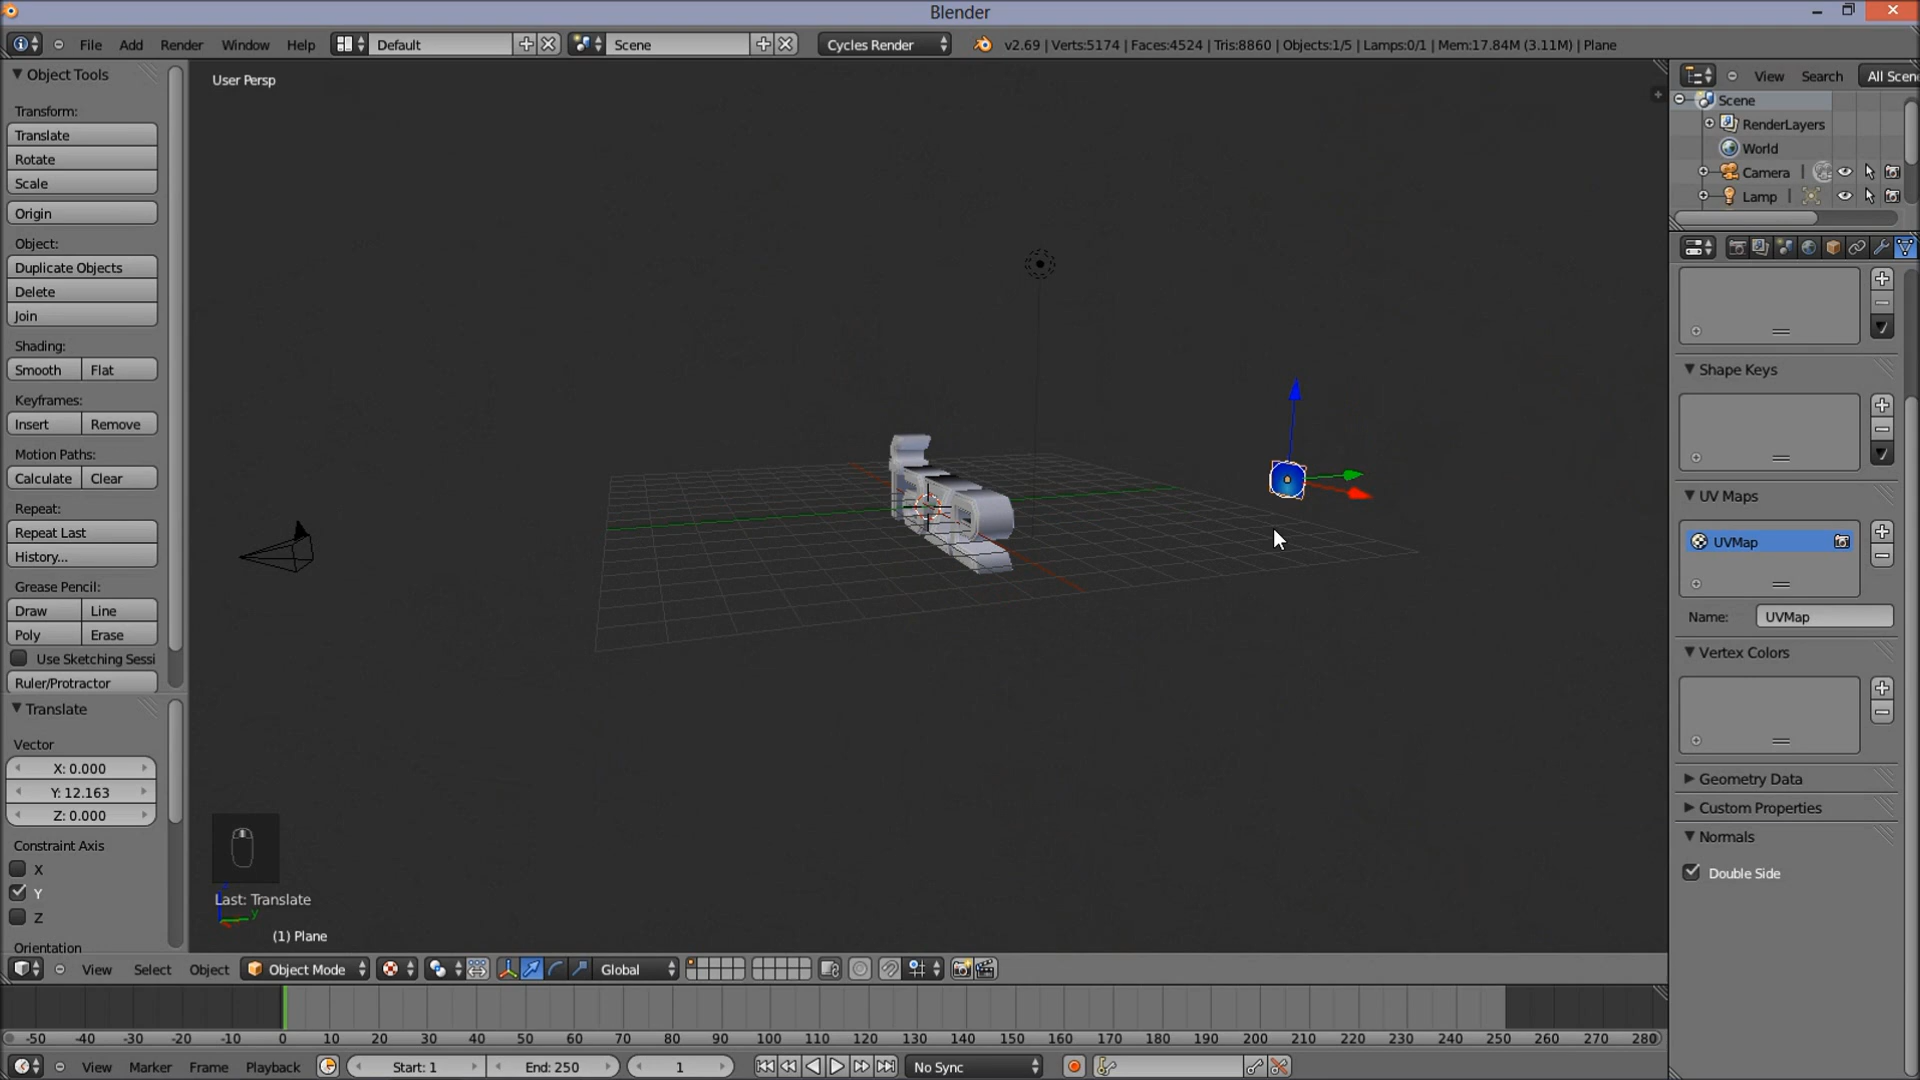 Blender
File Add Render Window Help Default Scene Cycles Render v2.69 | Verts:5174 | Faces:4524 | Tris:8860 | Objects:1/5 | Lamps:0/1 | Mem:17.84M (3.11M) | Plane
Object Tools
Transform:
Translate
Rotate
Scale
Origin
Object:
Duplicate Objects
Delete
Join
Shading:
Smooth Flat
Keyframes:
Insert Remove
Motion Paths:
Calculate Clear
Repeat:
Repeat Last
History...
Grease Pencil:
Draw Line
Poly Erase
Use Sketching Sessi
Ruler/Protractor
Translate
Vector
X: 0.000
Y: 12.163
Z: 0.000
Constraint Axis
X
Y
Z
Orientation
User Persp
Last: Translate
y
(1) Plane
View Search All Scen
Scene
RenderLayers
World
Camera |
Lamp |
Shape Keys
UV Maps
UVMap
Name: UVMap
Vertex Colors
Geometry Data
Custom Properties
Normals
Double Side
View Select Object Object Mode Global
-50 -40 -30 -20 -10 0 10 20 30 40 50 60 70 80 90 100 110 120 130 140 150 160 170 180 190 200 210 220 230 240 250 260 270 280
View Marker Frame Playback Start: 1 End: 250 1 No Sync